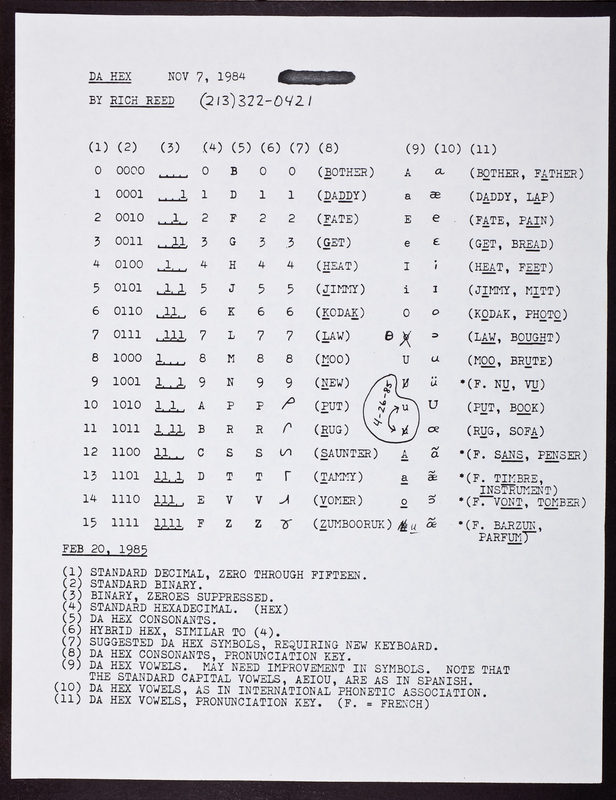 DA HEX NOV 7, 1984
BY RICH REED (213)322-0421
(1) (2) (3) (4) (5) (6) (7) (8) (9) (10) (11)
0 0000 .... 0 B 0 0 (BOTHER) A ɑ (BOTHER, FATHER)
1 0001 ...1 1 D 1 1 (DADDY) a æ (DADDY, LAP)
2 0010 ..1. 2 F 2 2 (FATE) E e (FATE, PAIN)
3 0011 ..11 3 G 3 3 (GET) e ɛ (GET, BREAD)
4 0100 .1.. 4 H 4 4 (HEAT) I i (HEAT, FEET)
5 0101 .1.1 5 J 5 5 (JIMMY) i I (JIMMY, MITT)
6 0110 .11. 6 K 6 6 (KODAK) O o (KODAK, PHOTO)
7 0111 .111 7 L 7 7 (LAW) ɔ (LAW, BOUGHT)
8 1000 1... 8 M 8 8 (MOO) U u (MOO, BRUTE)
9 1001 1..1 9 N 9 9 (NEW) ü *(F. NU, VU)
10 1010 1.1. A P P (PUT) u U (PUT, BOOK)
11 1011 1.11 B R R (RUG) œ (RUG, SOFA)
12 1100 11.. C S S (SAUNTER) A ɑ̃ *(F. SANS, PENSER)
13 1101 11.1 D T T (TAMMY) a æ̃ *(F. TIMBRE,
INSTRUMENT)
14 1110 111. E V V (VOMER) o ɔ̃ *(F. VONT, TOMBER)
15 1111 1111 F Z Z (ZUMBOORUK) u œ̃ *(F. BARZUN,
PARFUM)
4-26-85
FEB 20, 1985
(1) STANDARD DECIMAL, ZERO THROUGH FIFTEEN.
(2) STANDARD BINARY.
(3) BINARY, ZEROES SUPPRESSED.
(4) STANDARD HEXADECIMAL. (HEX)
(5) DA HEX CONSONANTS.
(6) HYBRID HEX, SIMILAR TO (4).
(7) SUGGESTED DA HEX SYMBOLS, REQUIRING NEW KEYBOARD.
(8) DA HEX CONSONANTS, PRONUNCIATION KEY.
(9) DA HEX VOWELS. MAY NEED IMPROVEMENT IN SYMBOLS. NOTE THAT
THE STANDARD CAPITAL VOWELS, AEIOU, ARE AS IN SPANISH.
(10) DA HEX VOWELS, AS IN INTERNATIONAL PHONETIC ASSOCIATION.
(11) DA HEX VOWELS, PRONUNCIATION KEY. (F. = FRENCH)